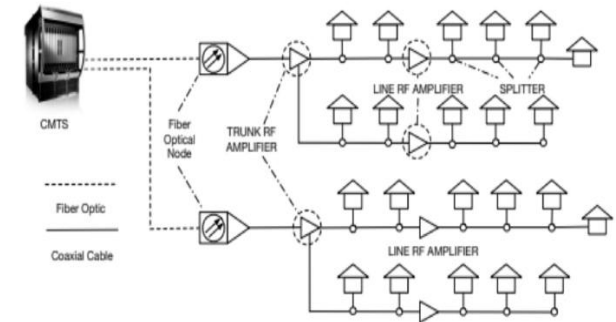 CMTS
Fiber
Optical
Node
TRUNK RF
AMPLIFIER
LINE RF AMPLIFIER
SPLITTER
Fiber Optic
Coaxial Cable
LINE RF AMPLIFIER